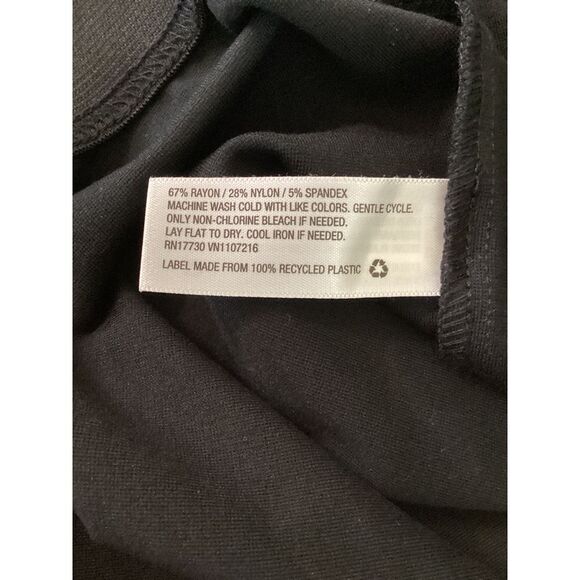 67% RAYON / 28% NYLON / 5% SPANDEX
MACHINE WASH COLD WITH LIKE COLORS. GENTLE CYCLE.
ONLY NON-CHLORINE BLEACH IF NEEDED.
LAY FLAT TO DRY. COOL IRON IF NEEDED.
RN17730 VN1107216
LABEL MADE FROM 100% RECYCLED PLASTIC